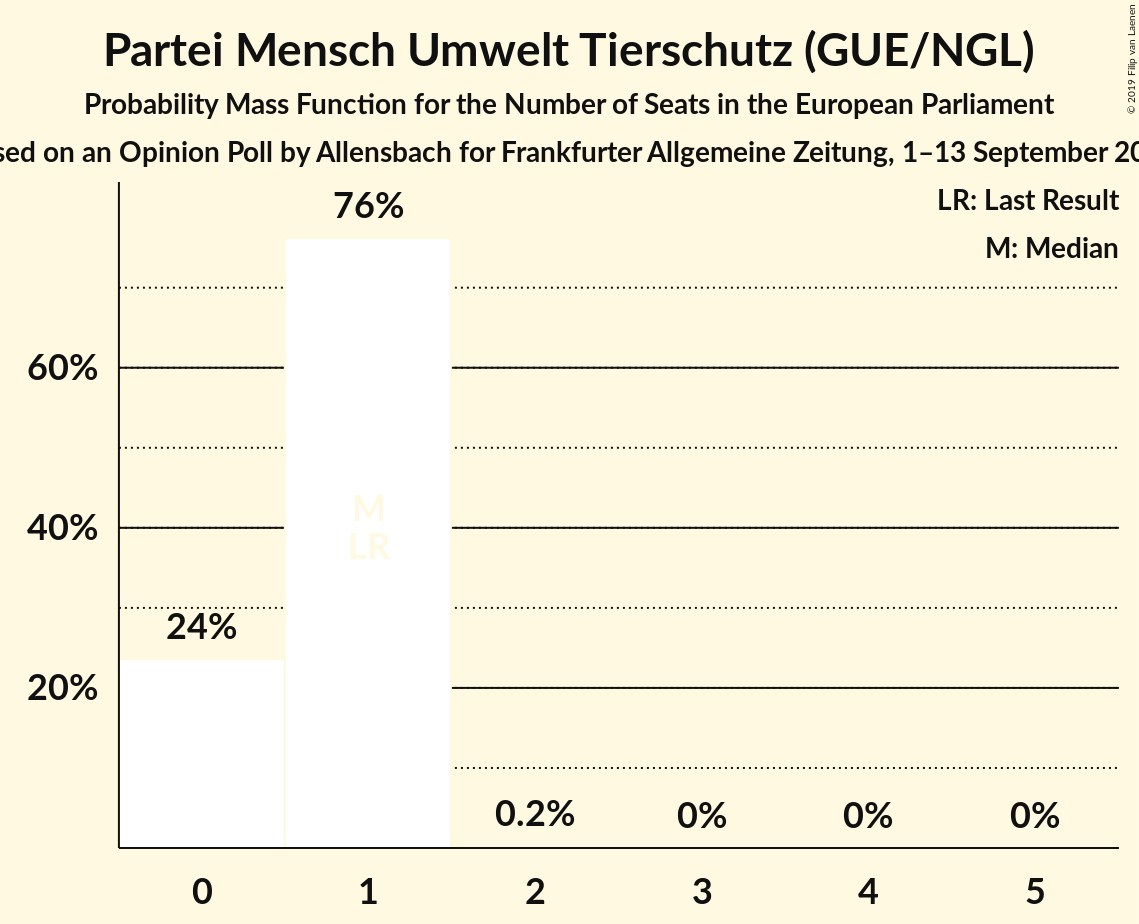 Partei Mensch Umwelt Tierschutz (GUE/NGL)
Probability Mass Function for the Number of Seats in the European Parliament
sed on an Opinion Poll by Allensbach for Frankfurter Allgemeine Zeitung, 1–13 September 20
© 2019 Filip van Laenen
LR: Last Result
M: Median
76%
60%
M
40%
LR
24%
20%
0.2%
0%
0%
0%
0
1
2
3
4
5